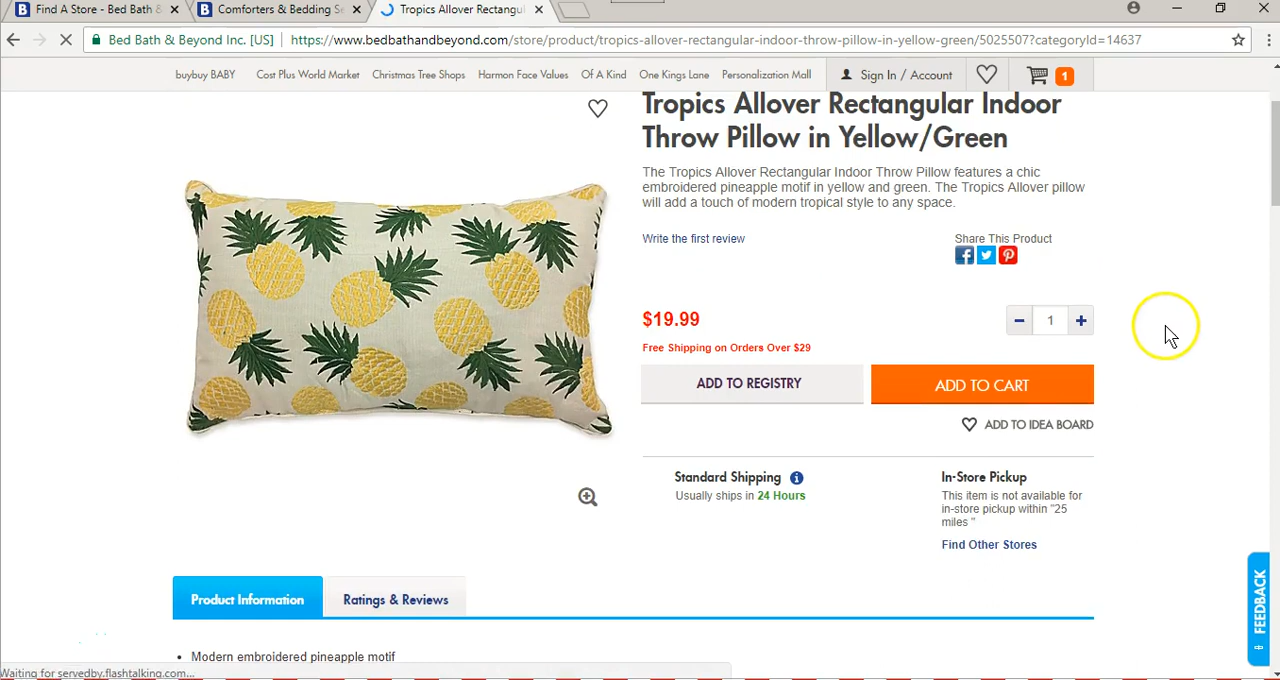 Find A Store - Bed Bath &
Comforters & Bedding Se
Tropics Allover Rectangul
Bed Bath & Beyond Inc. [US]
https://www.bedbathandbeyond.com/store/product/tropics-allover-rectangular-indoor-throw-pillow-in-yellow-green/5025507?categoryId=14637
buybuy BABY Cost Plus World Market Christmas Tree Shops Harmon Face Values Of A Kind One Kings Lane Personalization Mall Sign In / Account 1
Tropics Allover Rectangular Indoor
Throw Pillow in Yellow/Green
The Tropics Allover Rectangular Indoor Throw Pillow features a chic
embroidered pineapple motif in yellow and green. The Tropics Allover pillow
will add a touch of modern tropical style to any space.
Write the first review
Share This Product
$19.99
1
Free Shipping on Orders Over $29
ADD TO REGISTRY
ADD TO CART
ADD TO IDEA BOARD
Standard Shipping
Usually ships in 24 Hours
In-Store Pickup
This item is not available for
in-store pickup within "25
miles "
Find Other Stores
FEEDBACK
Product Information
Ratings & Reviews
Modern embroidered pineapple motif
Waiting for servedby.flashtalking.com...